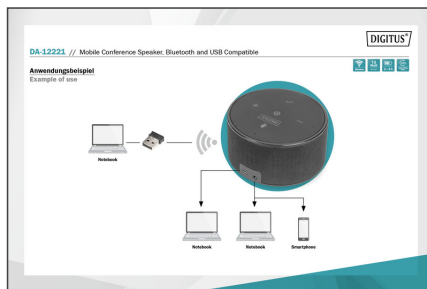 DIGITUS®
DA-12221 // Mobile Conference Speaker, Bluetooth and USB Compatible
Anwendungsbeispiel
Example of use
Notebook
Notebook
Notebook
Smartphone